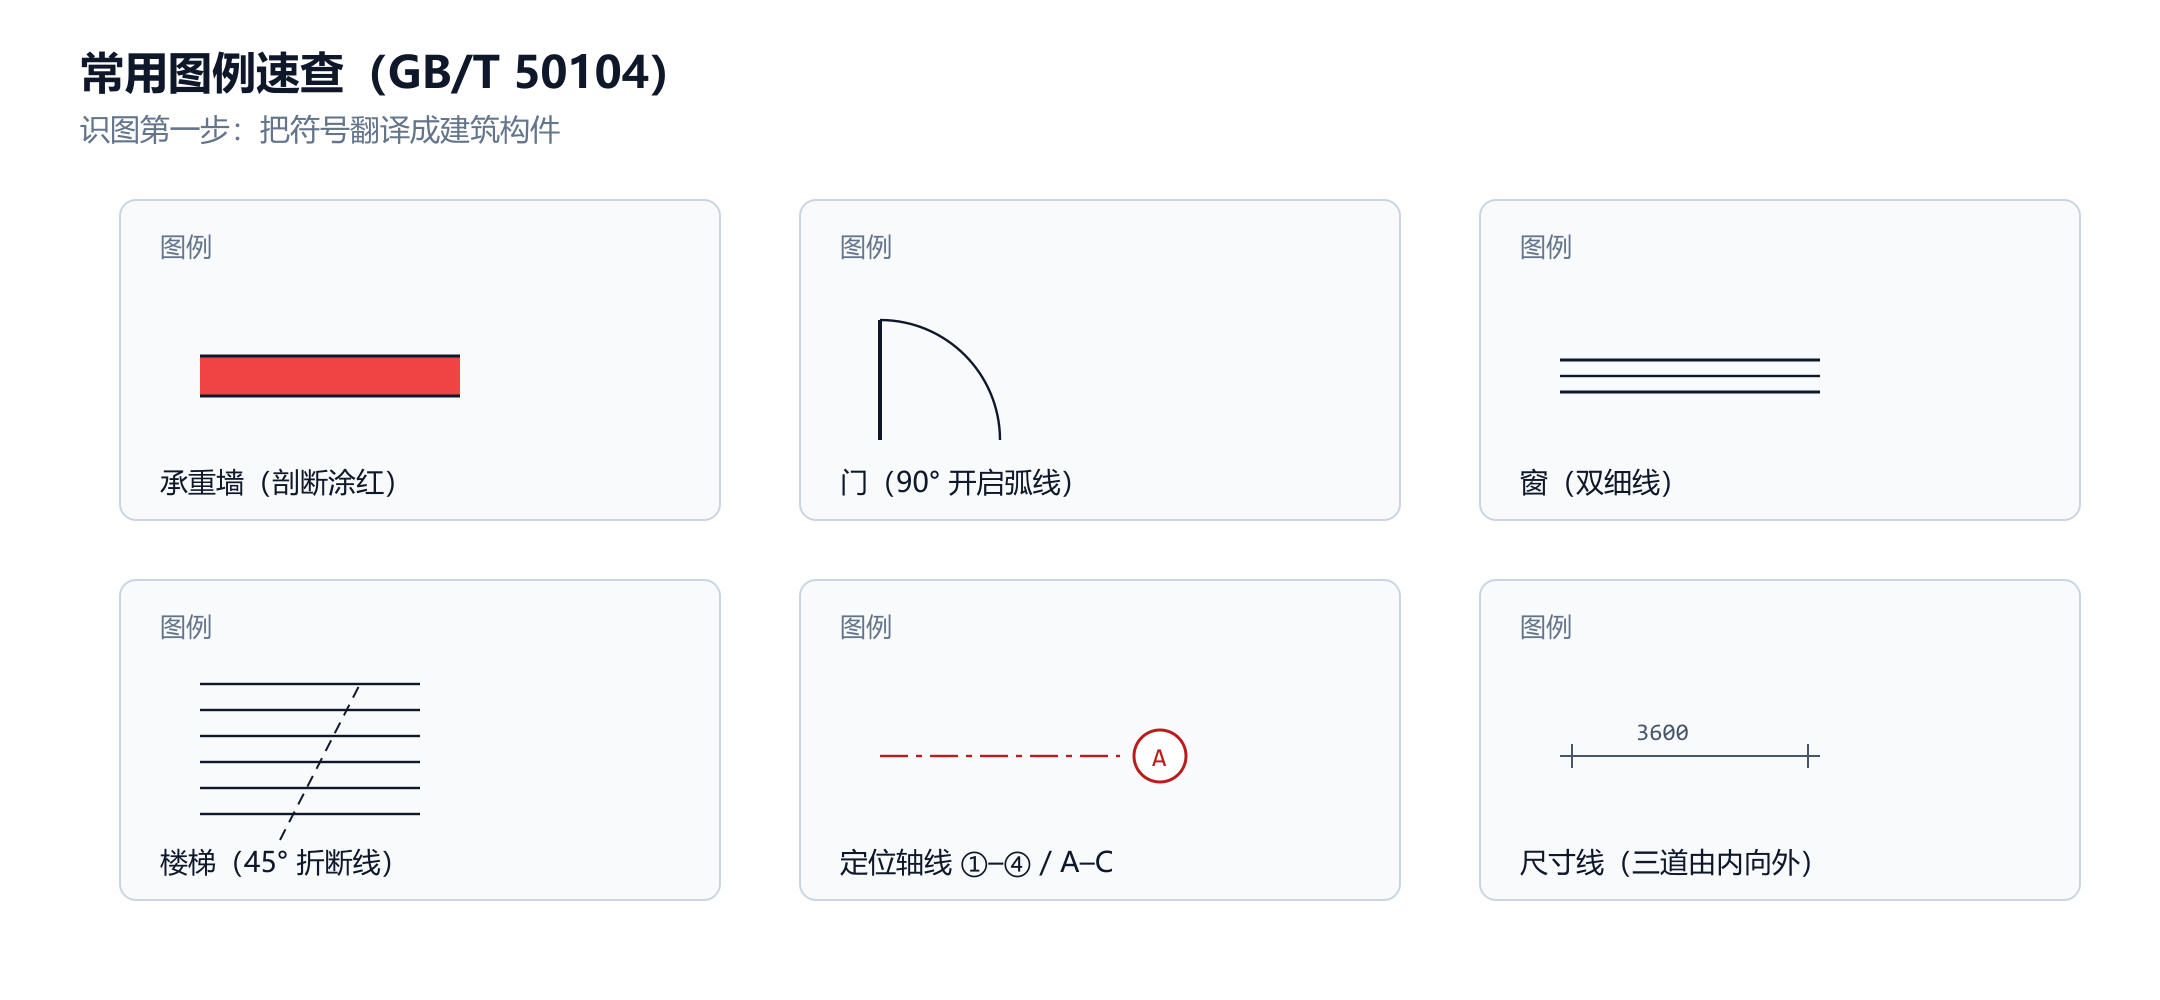 常用图例速查（GB/T 50104）
识图第一步：把符号翻译成建筑构件
图例
承重墙（剖断涂红）
图例
门（90° 开启弧线）
图例
窗（双细线）
图例
楼梯（45° 折断线）
图例
A
定位轴线 ①–④ / A–C
图例
3600
尺寸线（三道由内向外）